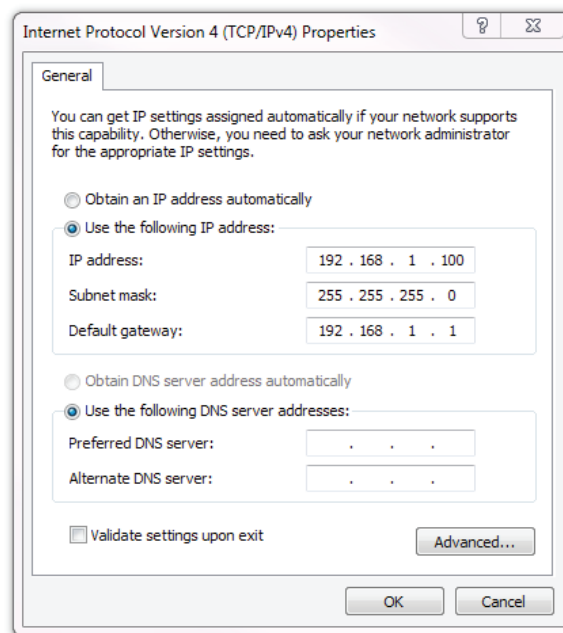 Internet Protocol Version 4 (TCP/IPv4) Properties
General
You can get IP settings assigned automatically if your network supports
this capability. Otherwise, you need to ask your network administrator
for the appropriate IP settings.
Obtain an IP address automatically
Use the following IP address:
IP address: 192 . 168 . 1 . 100
Subnet mask: 255 . 255 . 255 . 0
Default gateway: 192 . 168 . 1 . 1
Obtain DNS server address automatically
Use the following DNS server addresses:
Preferred DNS server: . . .
Alternate DNS server: . . .
Validate settings upon exit
Advanced...
OK Cancel